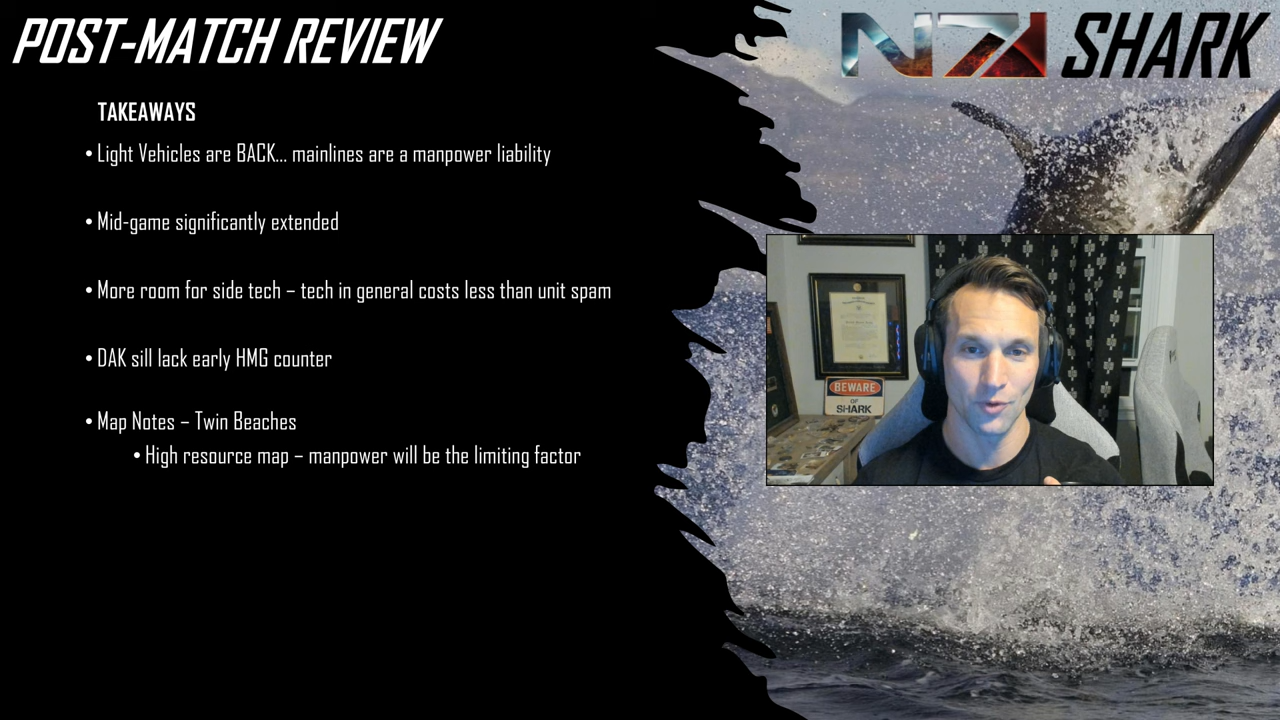 POST-MATCH REVIEW
N7 SHARK
TAKEAWAYS
• Light Vehicles are BACK... mainlines are a manpower liability
• Mid-game significantly extended
• More room for side tech – tech in general costs less than unit spam
• DAK sill lack early HMG counter
• Map Notes – Twin Beaches
• High resource map – manpower will be the limiting factor
BEWARE
OF
SHARK